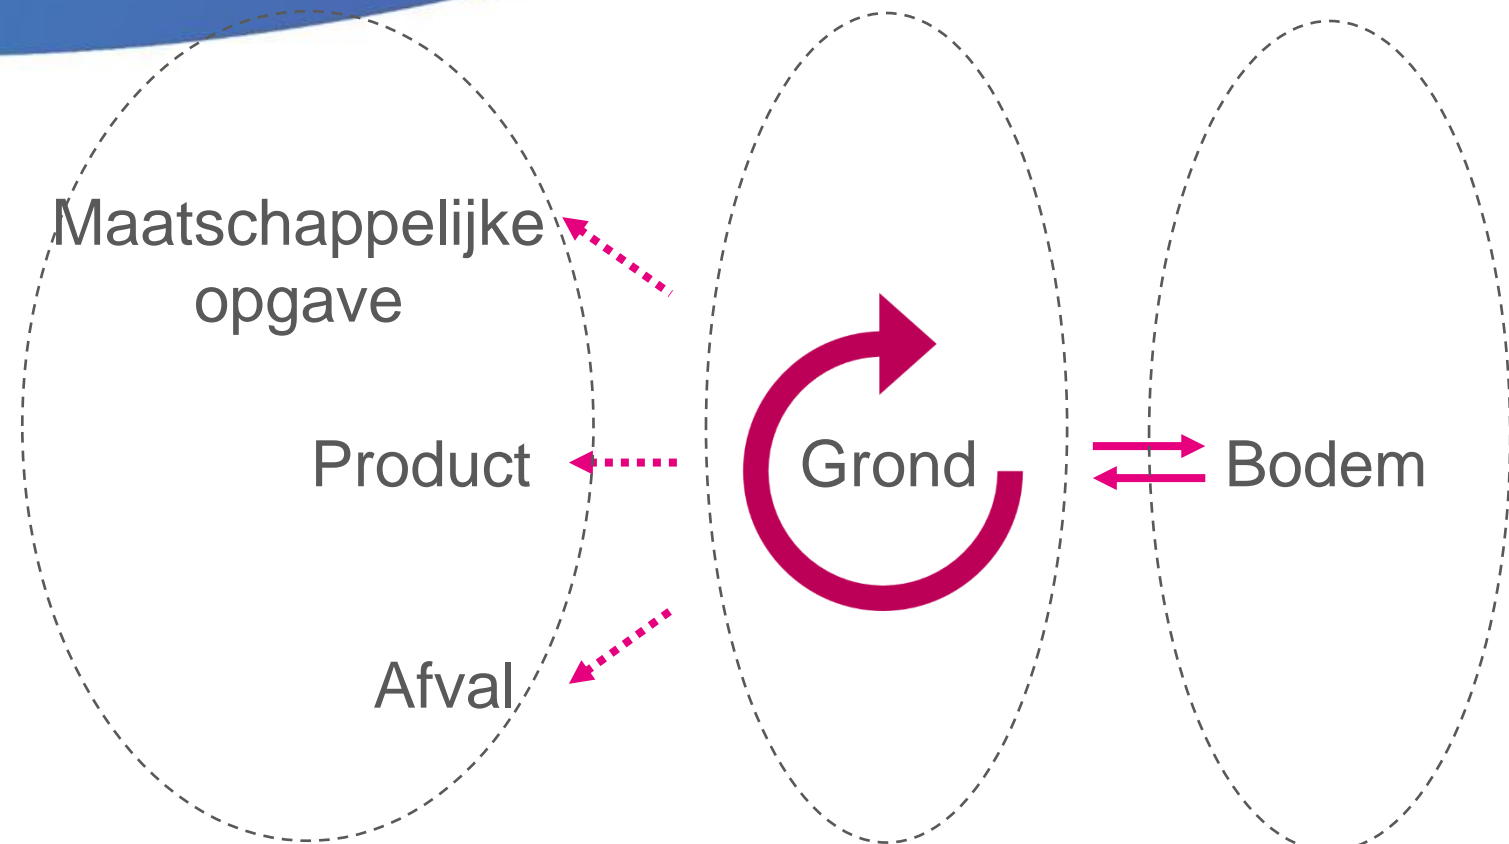 Maatschappelijke
opgave
Product
Grond
Bodem
Afval